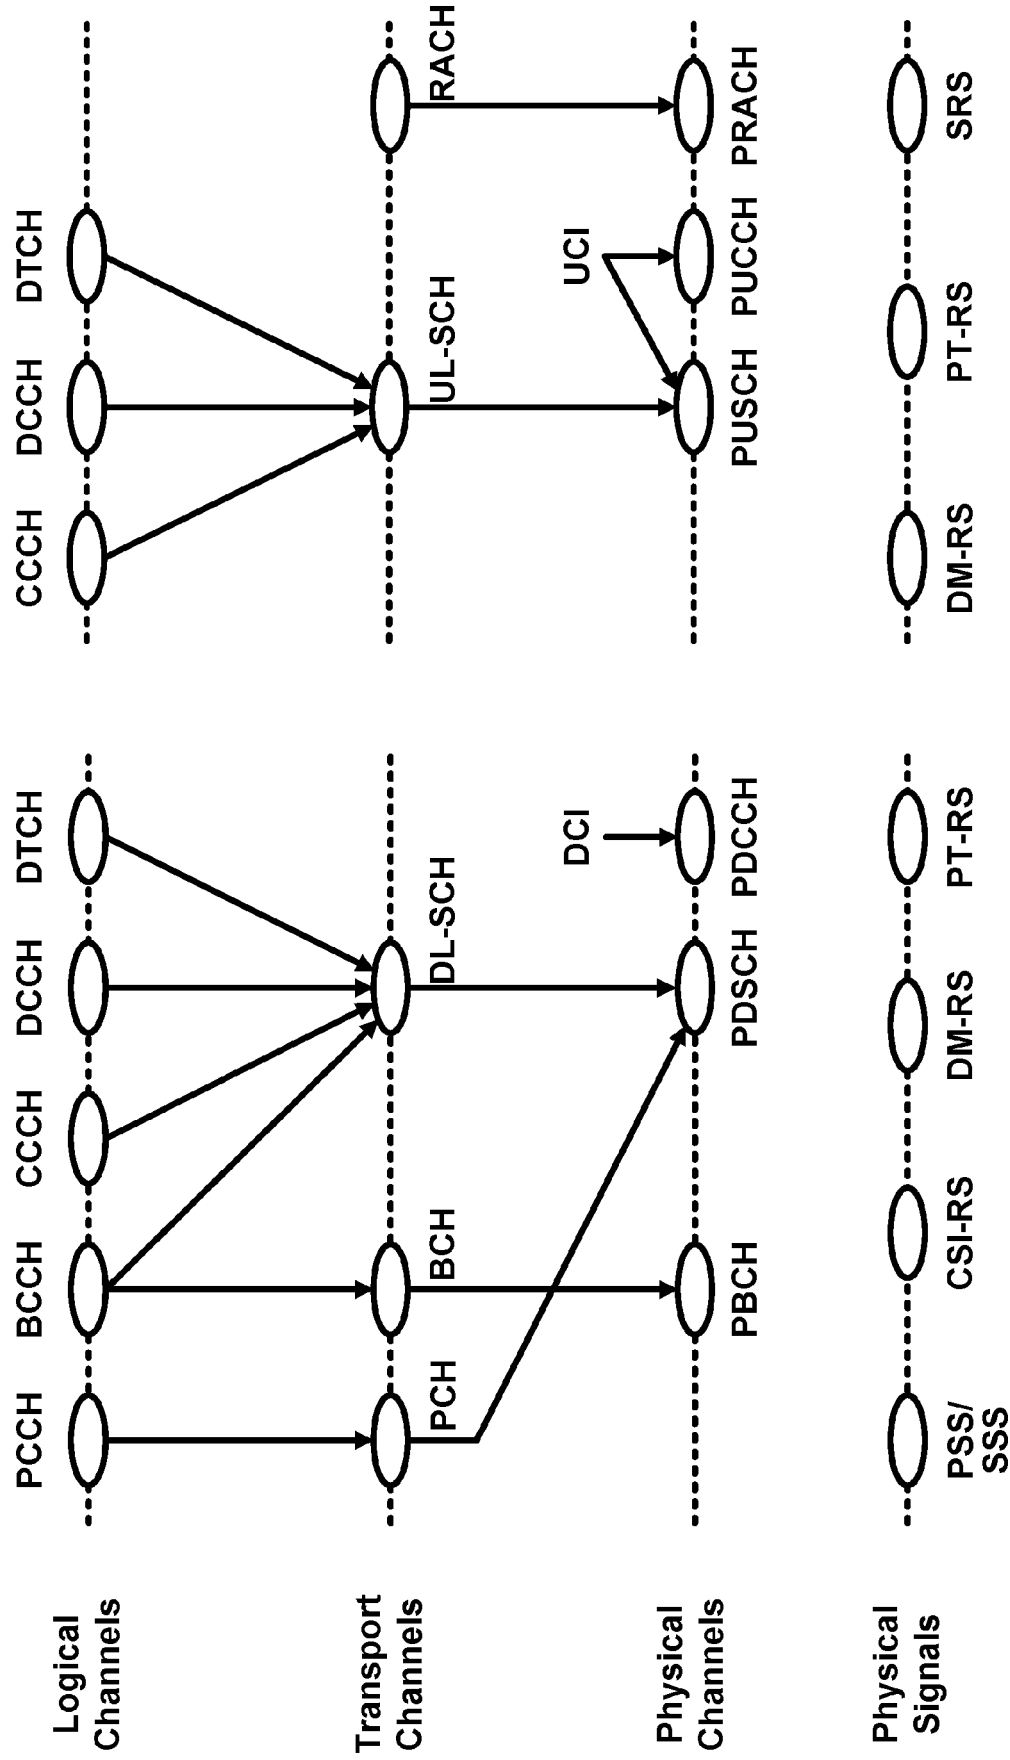 Logical
Channels
PCCH
BCCH
CCCH
DCCH
DTCH
CCCH
DCCH
DTCH
Transport
Channels
PCH
BCH
DL-SCH
UL-SCH
RACH
DCI
UCI
Physical
Channels
PBCH
PDSCH
PDCCH
PUSCH
PUCCH
PRACH
Physical
Signals
PSS/
SSS
CSI-RS
DM-RS
PT-RS
DM-RS
PT-RS
SRS